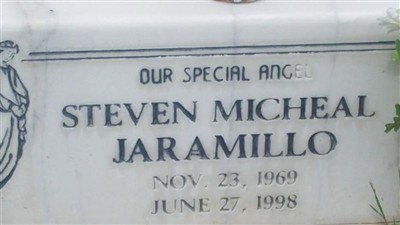 OUR SPECIAL ANGEL
STEVEN MICHEAL
JARAMILLO
NOV. 23, 1969
JUNE 27, 1998